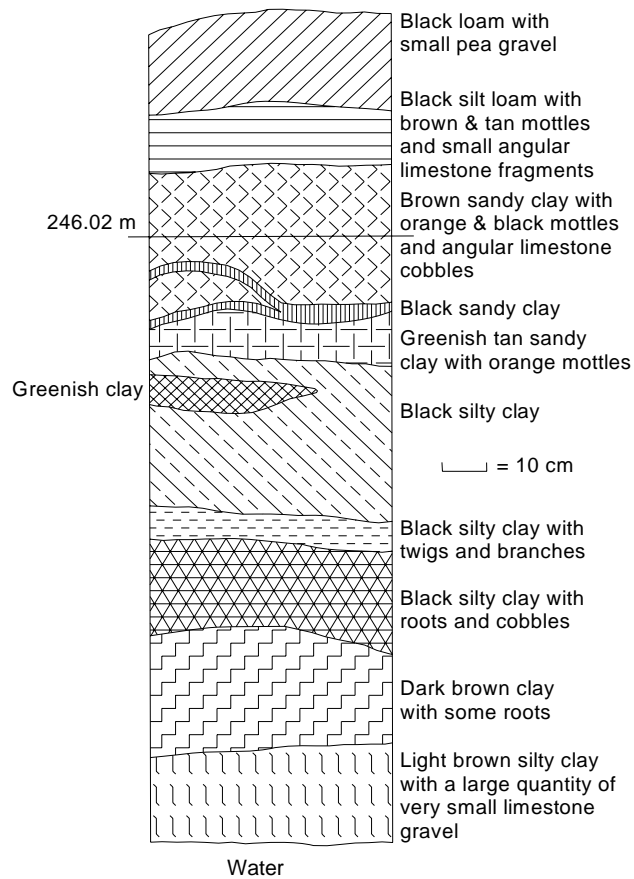 Black loam with
small pea gravel
Black silt loam with
brown & tan mottles
and small angular
limestone fragments
Brown sandy clay with
orange & black mottles
and angular limestone
cobbles
246.02 m
Black sandy clay
Greenish tan sandy
clay with orange mottles
Greenish clay
Black silty clay
= 10 cm
Black silty clay with
twigs and branches
Black silty clay with
roots and cobbles
Dark brown clay
with some roots
Light brown silty clay
with a large quantity of
very small limestone
gravel
Water